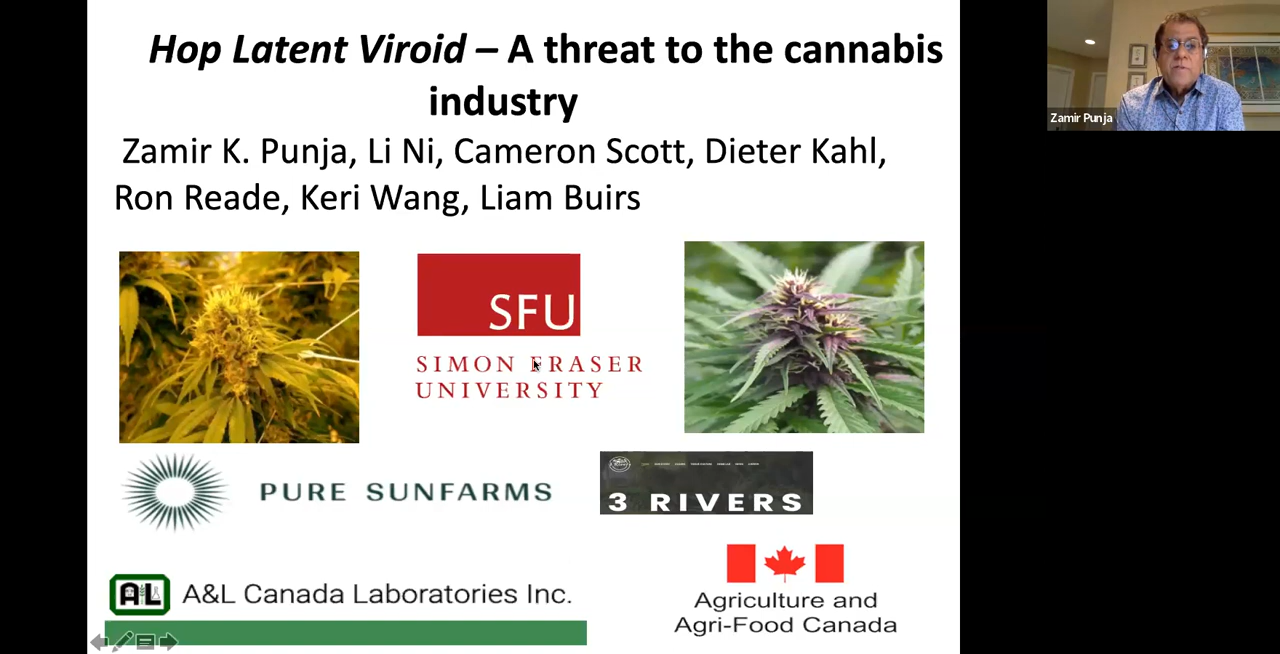 Hop Latent Viroid – A threat to the cannabis
industry
Zamir K. Punja, Li Ni, Cameron Scott, Dieter Kahl,
Ron Reade, Keri Wang, Liam Buirs
SFU
SIMON FRASER
UNIVERSITY
PURE SUNFARMS
3 RIVERS
AL
A&L Canada Laboratories Inc.
Agriculture and
Agri-Food Canada
Zamir Punja